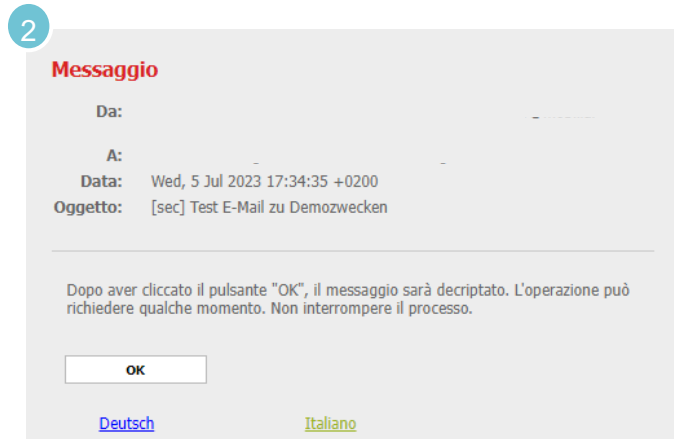 2
Messaggio
Da:
A:
Data: Wed, 5 Jul 2023 17:34:35 +0200
Oggetto: [sec] Test E-Mail zu Demozwecken
Dopo aver cliccato il pulsante "OK", il messaggio sarà decriptato. L'operazione può
richiedere qualche momento. Non interrompere il processo.
OK
Deutsch Italiano